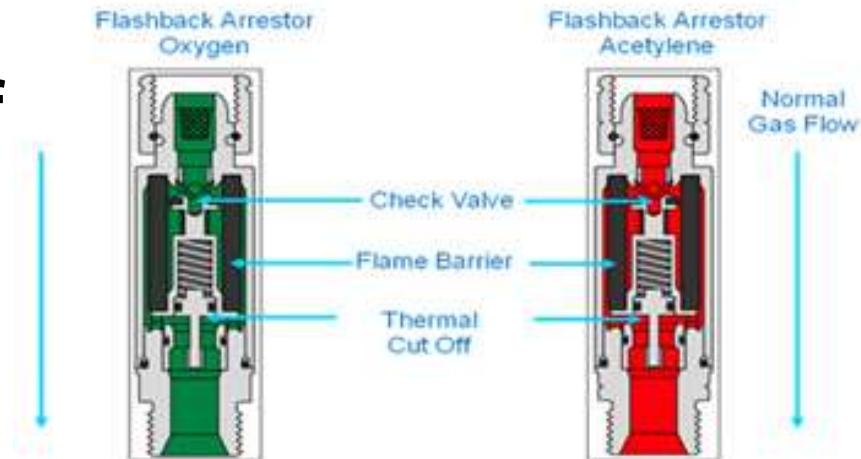 Flashback Arrestor
Oxygen
Flashback Arrestor
Acetylene
Normal
Gas Flow
Check Valve
Flame Barrier
Thermal
Cut Off